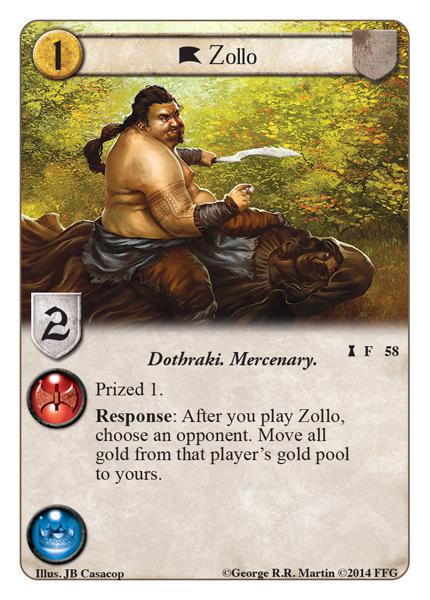 1
Zollo
2
Dothraki. Mercenary.
F 58
Prized 1.
Response: After you play Zollo,
choose an opponent. Move all
gold from that player's gold pool
to yours.
Illus. JB Casacop
©George R.R. Martin ©2014 FFG